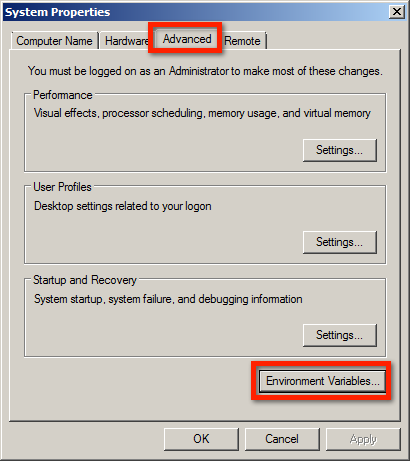 System Properties
Computer Name Hardware Advanced Remote
You must be logged on as an Administrator to make most of these changes.
Performance
Visual effects, processor scheduling, memory usage, and virtual memory
Settings...
User Profiles
Desktop settings related to your logon
Settings...
Startup and Recovery
System startup, system failure, and debugging information
Settings...
Environment Variables...
OK Cancel Apply